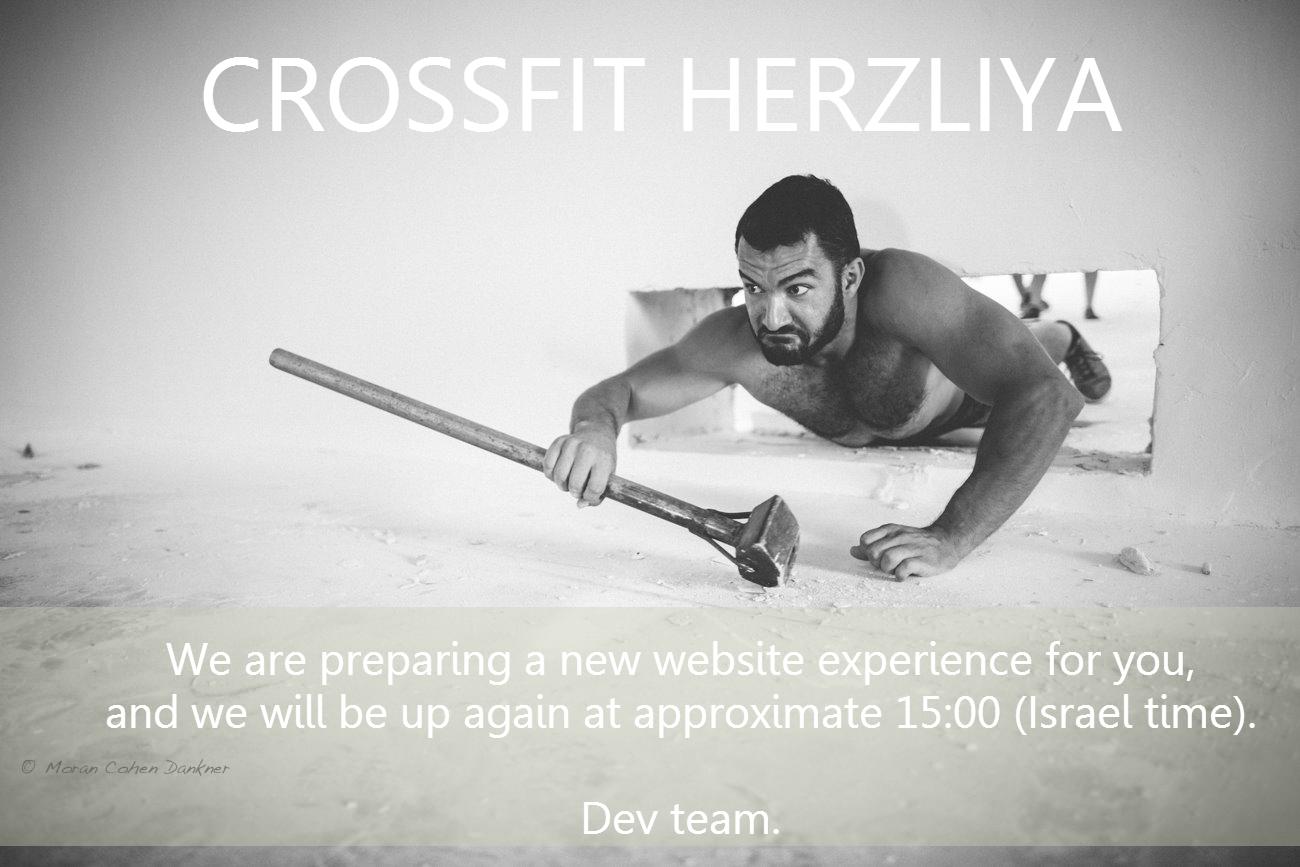 CROSSFIT HERZLIYA
We are preparing a new website experience for you,
and we will be up again at approximate 15:00 (Israel time).
© Moran Cohen Dankner
Dev team.